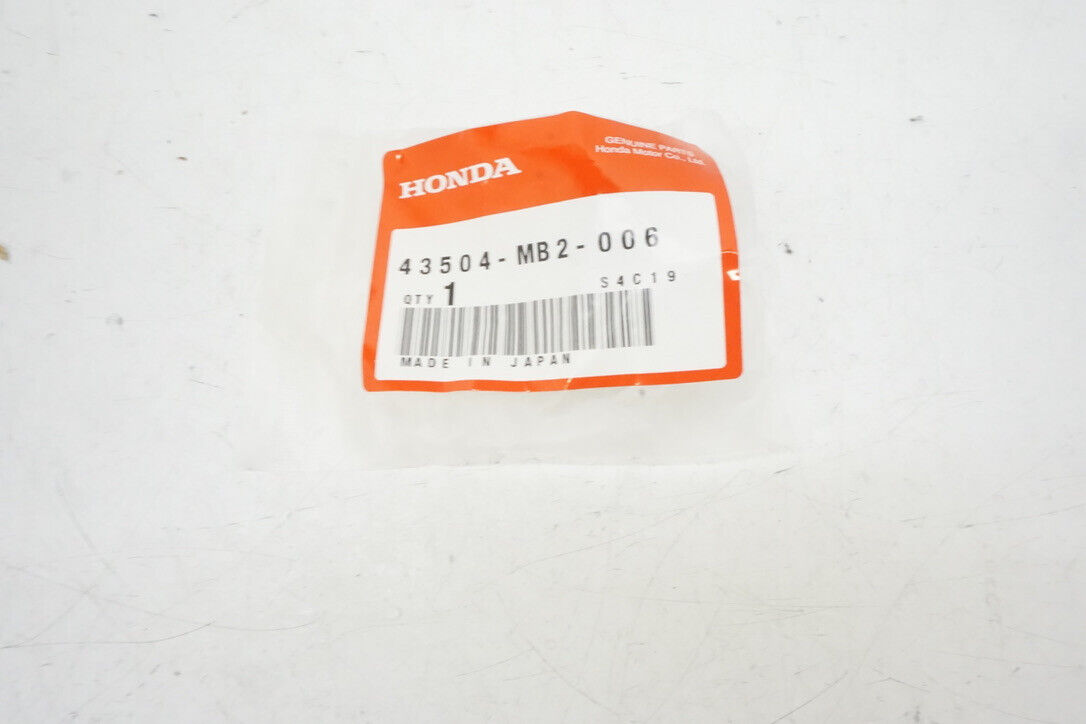 GENUINE PARTS
Honda Motor Co., Ltd.
HONDA
43504-MB2-006
QTY 1 S4C19
MADE IN JAPAN